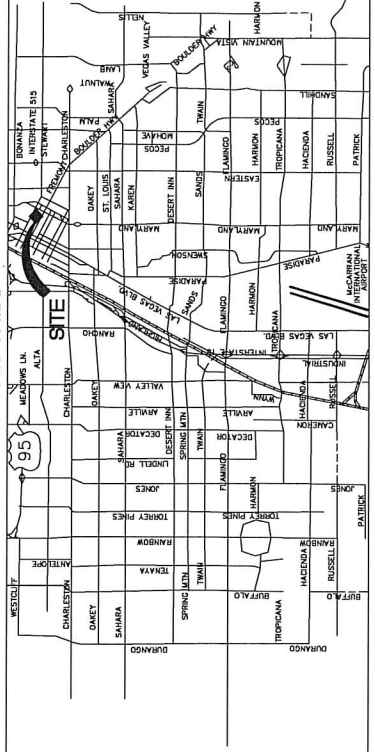 NELLIS
HARMON
BONANZA
INTERSTATE 515
STEWART
FREMONT
CHARLESTON
BOULDER HWY
LAMB
WALNUT
SAHARA
VEGAS VALLEY
BOULDER HWY
MOUNTAIN VISTA
SANDHILL
PALM
MOHAVE
PECOS
TWAIN
PECOS
OAKEY
ST. LOUIS
SAHARA
KAREN
DESERT INN
SANDS
FLAMINGO
HARMON
TROPICANA
HACIENDA
RUSSELL
PATRICK
EASTERN
MARYLAND
MARYLAND
MARYLAND
SWENSON
PARADISE
PARADISE
McCARRAN
INTERNATIONAL
AIRPORT
SITE
LAS VEGAS BLVD.
SANDS
FLAMINGO
HARMON
TROPICANA
LAS VEGAS BLVD.
RANCHO
HIGHLAND
INTERSTATE 15
INDUSTRIAL
MEADOWS LN.
ALTA
CHARLESTON
OAKEY
VALLEY VIEW
WYNN
HACIENDA
RUSSELL
ARVILLE
ARVILLE
CAMERON
95
SAHARA
DECATOR
DESERT INN
SPRING MTN
TWAIN
DECATOR
LINDELL RD
FLAMINGO
JONES
HARMON
JONES
TORREY PINES
TORREY PINES
PATRICK
RAINBOW
RAINBOW
WESTCLIFF
ANTELOPE
CHARLESTON
OAKEY
SAHARA
TENAYA
SPRING MTN
TWAIN
BUFFALO
TROPICANA
HACIENDA
RUSSELL
BUFFALO
DURANGO
DURANGO